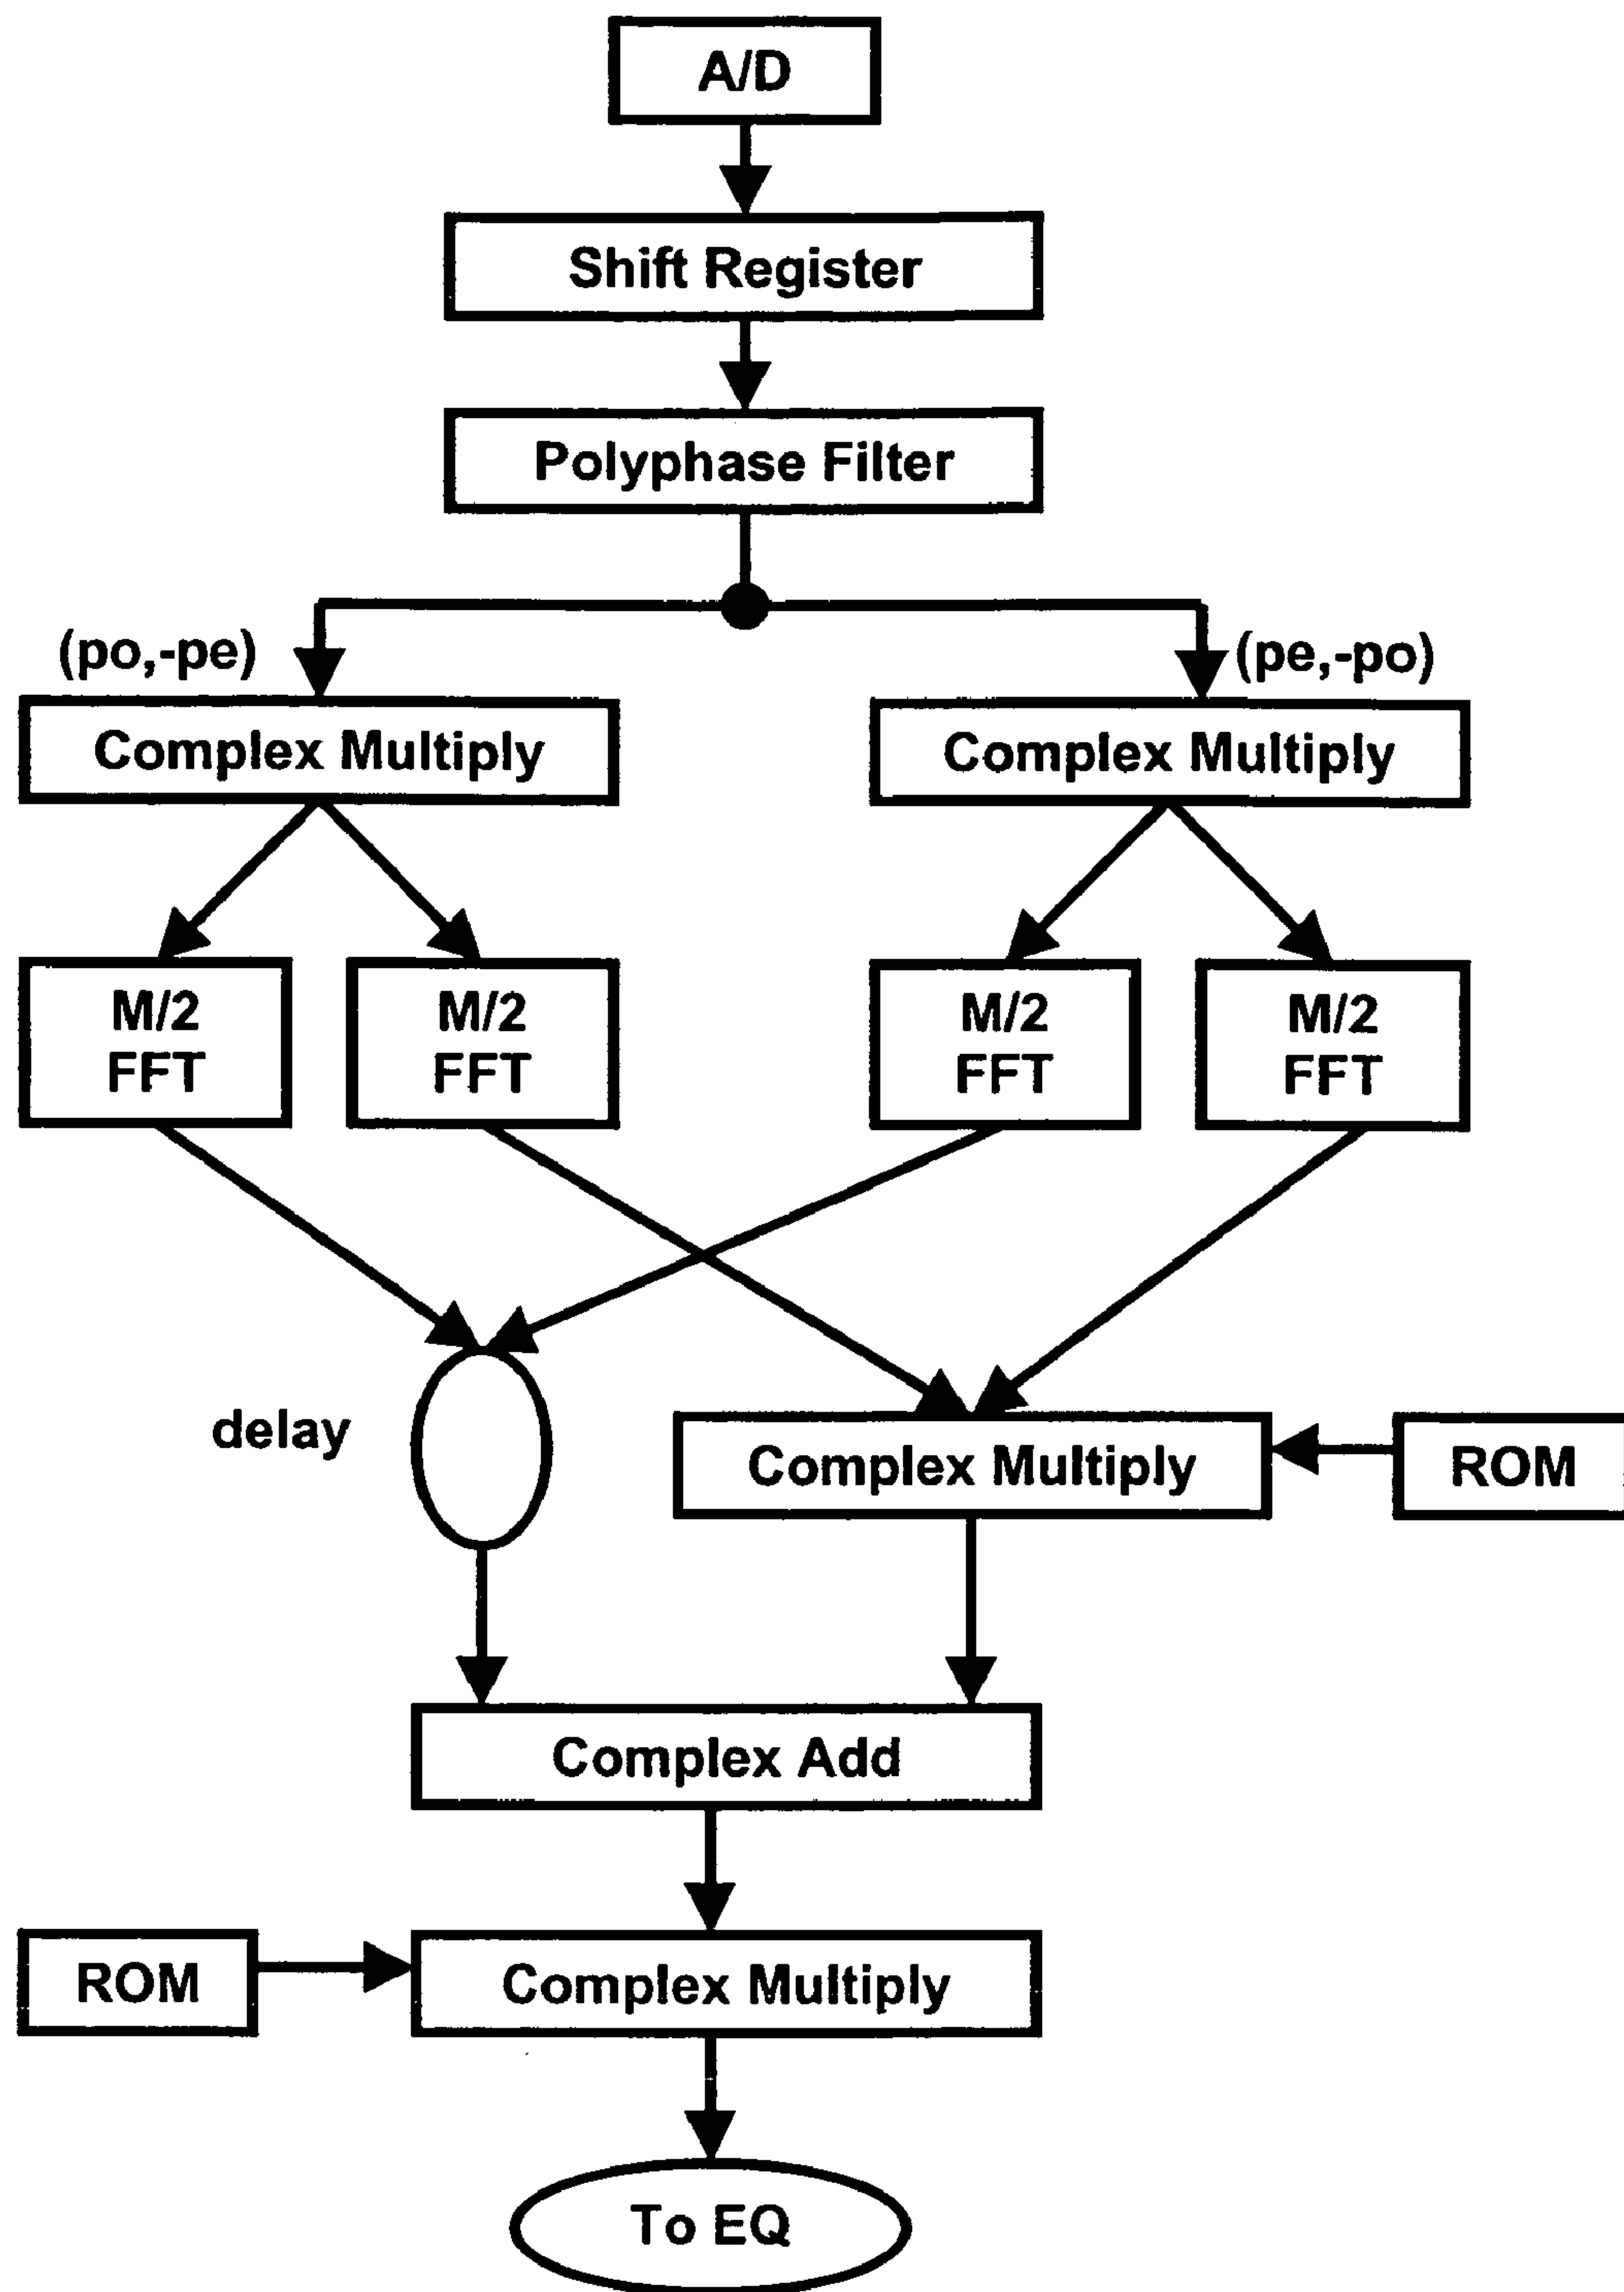 A/D
Shift Register
Polyphase Filter
(po,-pe)
(pe,-po)
Complex Multiply
Complex Multiply
M/2
FFT
M/2
FFT
M/2
FFT
M/2
FFT
delay
Complex Multiply
ROM
Complex Add
ROM
Complex Multiply
To EQ